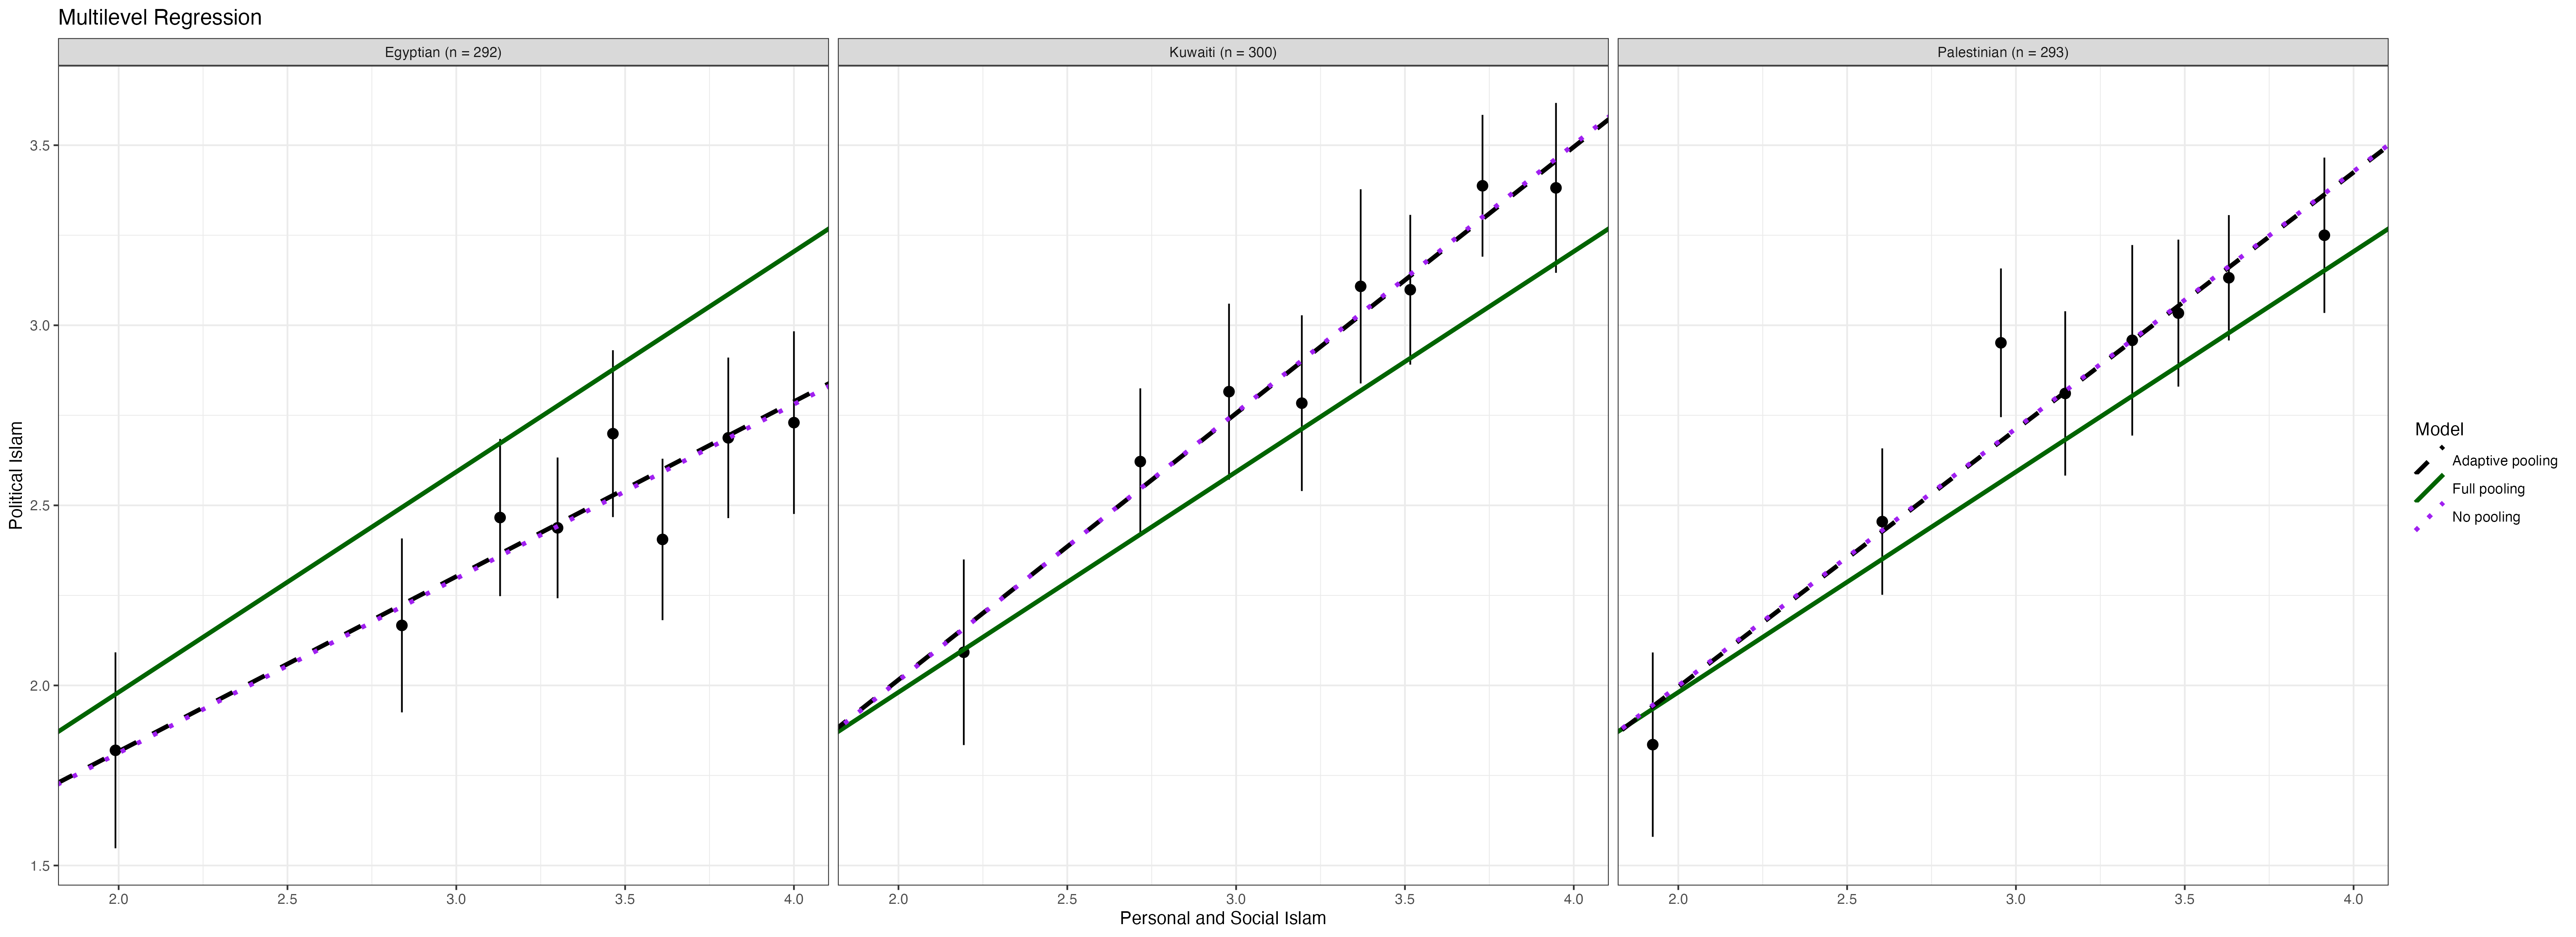 Multilevel Regression
Egyptian (n = 292)
Kuwaiti (n = 300)
Palestinian (n = 293)
Political Islam
3.5
3.0
2.5
2.0
1.5
2.0 2.5 3.0 3.5 4.0
2.0 2.5 3.0 3.5 4.0
2.0 2.5 3.0 3.5 4.0
Personal and Social Islam
Model
Adaptive pooling
Full pooling
No pooling